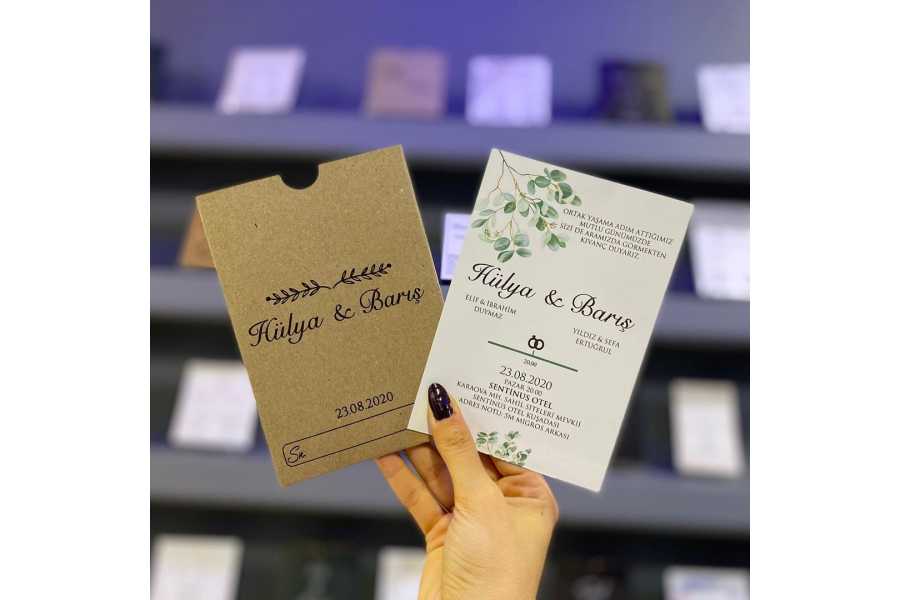 Hülya & Barış
23.08.2020
Sn.
ORTAK YAŞAMA ADIM ATTIĞIMIZ
MUTLU GÜNÜMÜZDE
SİZİ DE ARAMIZDA GÖRMEKTEN
KIVANÇ DUYARIZ.
Hülya & Barış
ELİF & İBRAHİM
DUYMAZ
YILDIZ & SEFA
ERTUĞRUL
20:00
23.08.2020
PAZAR 20:00
SENTİNUS OTEL
KARAOVA MH. SAHİL SİTELERİ MEVKİİ
SENTİNUS OTEL KUŞADASI
ADRES NOTU: 5M MİGROS ARKASI